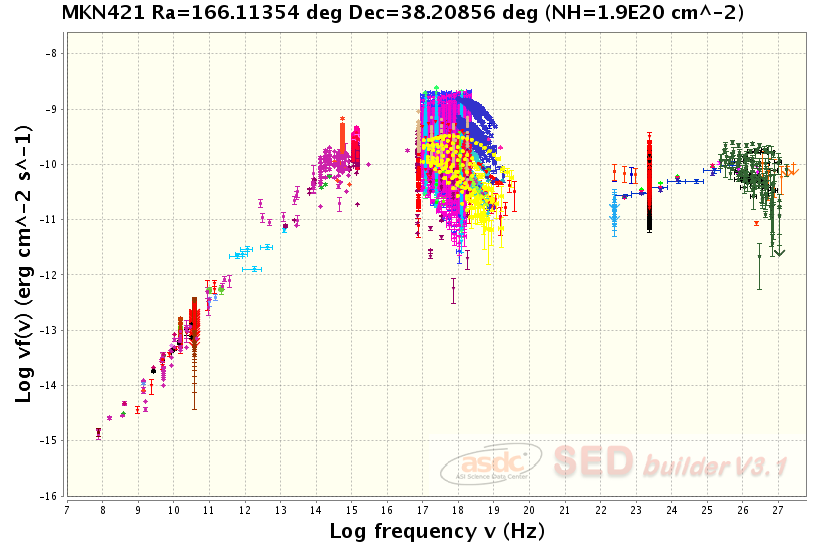 MKN421 Ra=166.11354 deg Dec=38.20856 deg (NH=1.9E20 cm^-2)
Log νf(ν) (erg cm^-2 s^-1)
-8
-9
-10
-11
-12
-13
-14
-15
-16
asdc
ASI Science Data Center
SED builder V3.1
7 8 9 10 11 12 13 14 15 16 17 18 19 20 21 22 23 24 25 26 27
Log frequency ν (Hz)